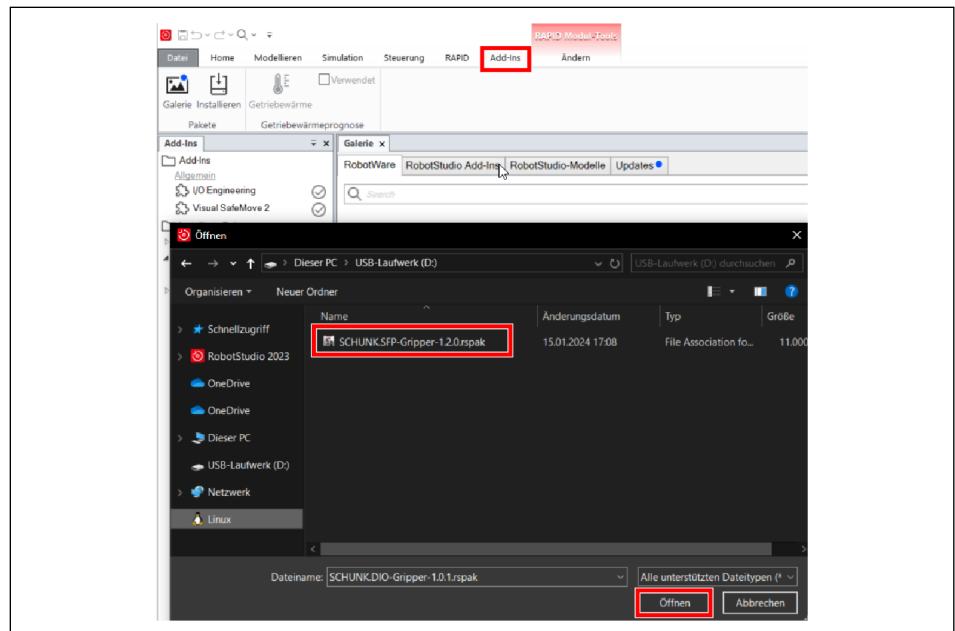 RAPID Modul-Tools
Datei Home Modellieren Simulation Steuerung RAPID Add-Ins Ändern
Verwendet
Galerie Installieren Getriebewärme
Pakete Getriebewärmeprognose
Add-Ins Galerie x
Add-Ins
RobotWare RobotStudio Add-Ins RobotStudio-Modelle Updates
Allgemein
I/O Engineering
Search
Visual SafeMove 2
Öffnen
Dieser PC > USB-Laufwerk (D:) USB-Laufwerk (D:) durchsuchen
Organisieren Neuer Ordner
Name Änderungsdatum Typ Größe
Schnellzugriff
SCHUNK.SFP-Gripper-1.2.0.rspak 15.01.2024 17:08 File Association fo... 11.000
RobotStudio 2023
OneDrive
OneDrive
Dieser PC
USB-Laufwerk (D:)
Netzwerk
Linux
Dateiname: SCHUNK.DIO-Gripper-1.0.1.rspak Alle unterstützten Dateitypen (*
Öffnen Abbrechen